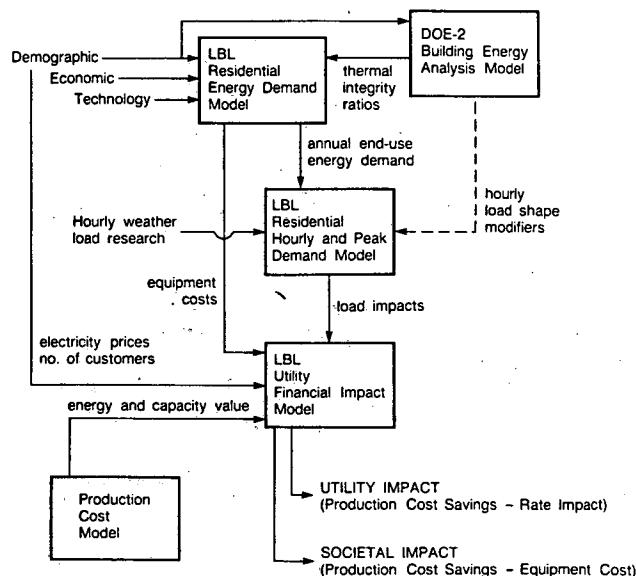 DOE-2
Building Energy
Analysis Model
Demographic
Economic
Technology
LBL
Residential
Energy Demand
Model
thermal
integrity
ratios
annual end-use
energy demand
hourly
load shape
modifiers
Hourly weather
load research
LBL
Residential
Hourly and Peak
Demand Model
equipment
costs
load impacts
electricity prices
no. of customers
LBL
Utility
Financial Impact
Model
energy and capacity value
Production
Cost
Model
UTILITY IMPACT
(Production Cost Savings – Rate Impact)
SOCIETAL IMPACT
(Production Cost Savings – Equipment Cost)